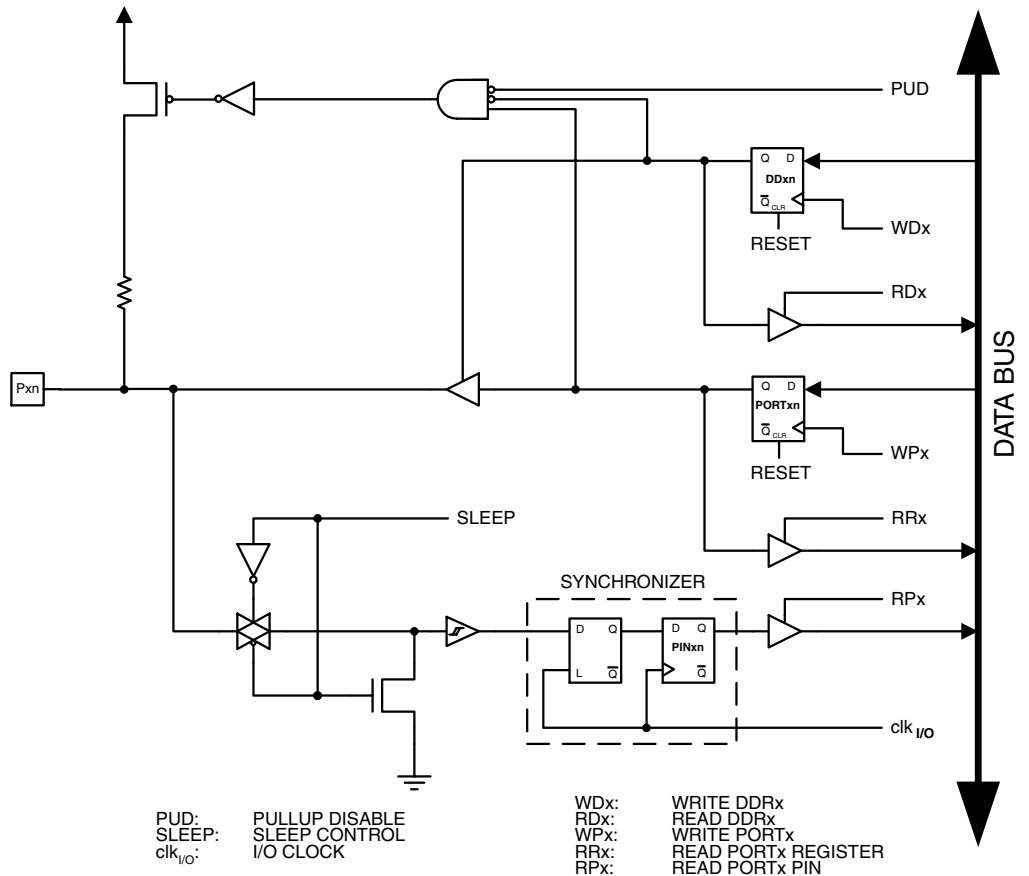 PUD
Q D
DDxn
Q CLR
WDx
RESET
RDx
DATA BUS
Pxn
Q D
PORTxn
Q CLR
WPx
RESET
RRx
SLEEP
SYNCHRONIZER
RPx
D Q
L Q
D Q
PINxn
Q
clk I/O
PUD: PULLUP DISABLE
SLEEP: SLEEP CONTROL
clkI/O: I/O CLOCK
WDx: WRITE DDRx
RDx: READ DDRx
WPx: WRITE PORTx
RRx: READ PORTx REGISTER
RPx: READ PORTx PIN